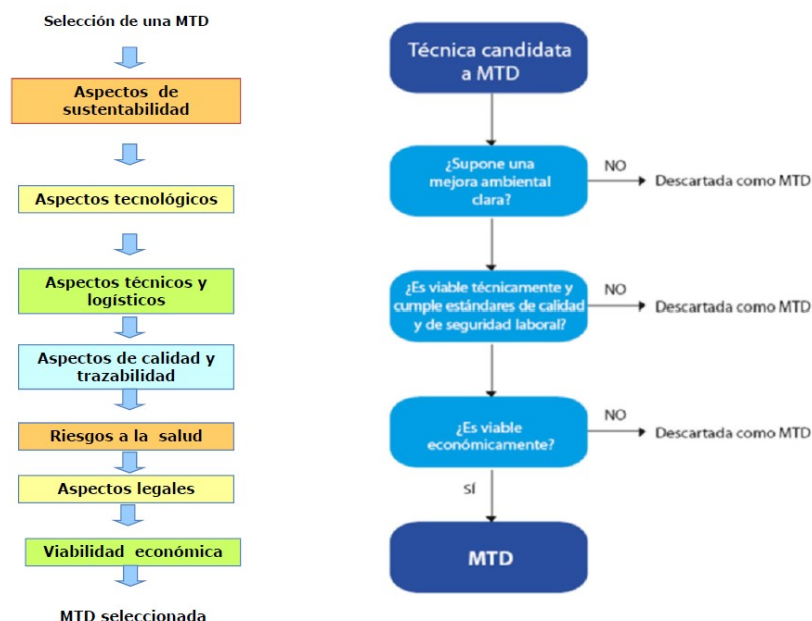 Selección de una MTD
Aspectos de
sustentabilidad
Aspectos tecnológicos
Aspectos técnicos y
logísticos
Aspectos de calidad y
trazabilidad
Riesgos a la salud
Aspectos legales
Viabilidad económica
MTD seleccionada
Técnica candidata
a MTD
¿Supone una
mejora ambiental
clara?
NO
Descartada como MTD
¿Es viable técnicamente y
cumple estándares de calidad
y de seguridad laboral?
NO
Descartada como MTD
¿Es viable
económicamente?
NO
Descartada como MTD
SÍ
MTD